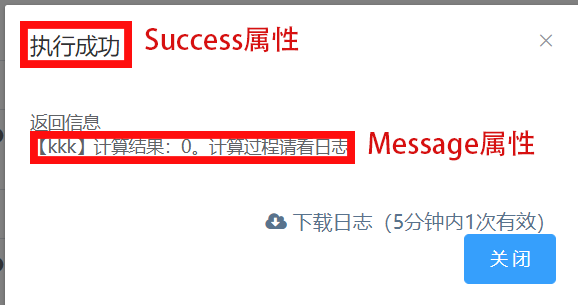 执行成功 Success属性
返回信息
【kkk】计算结果：0。计算过程请看日志 Message属性
下载日志（5分钟内1次有效）
关闭